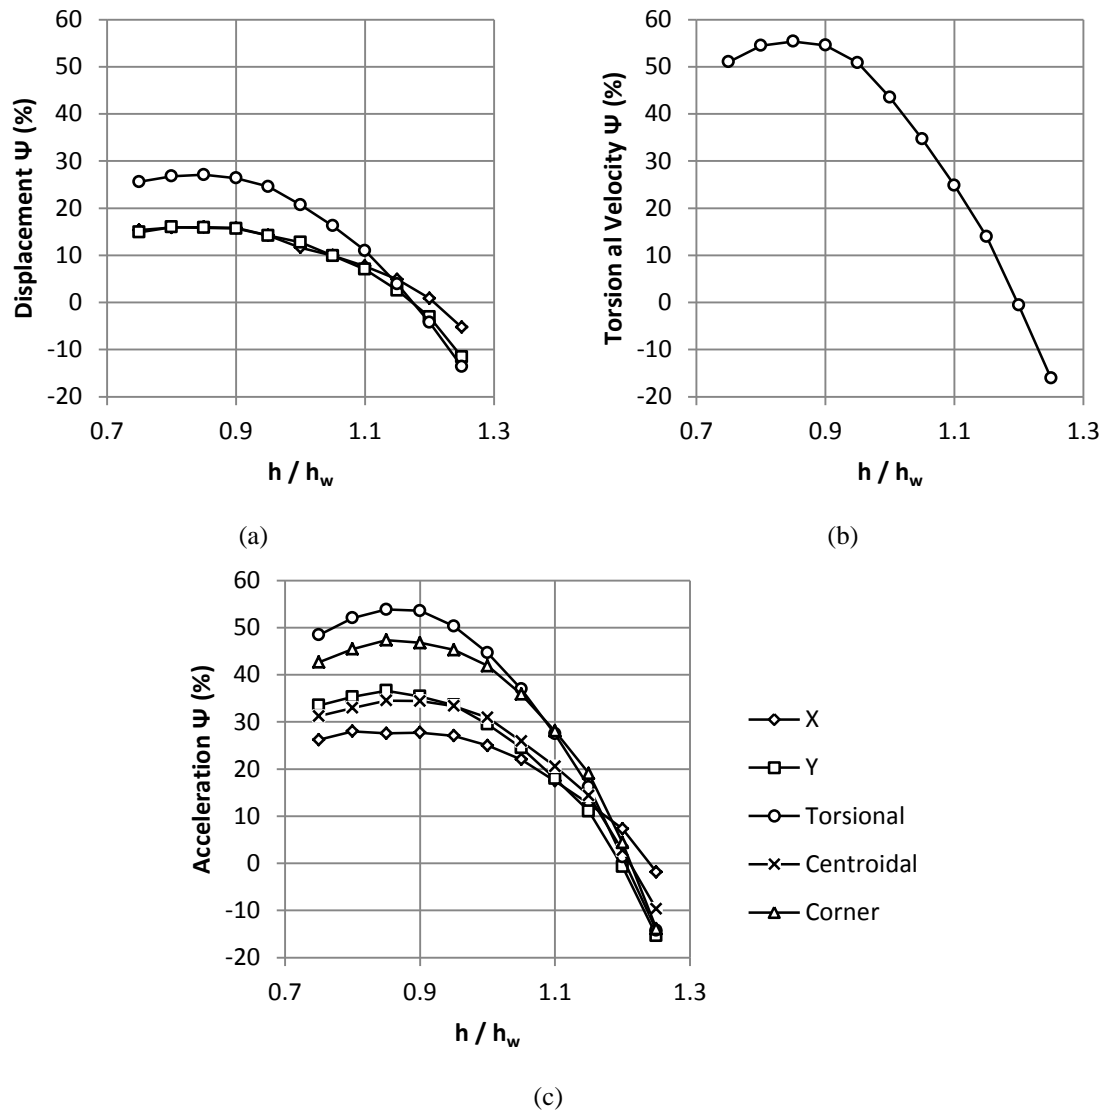 60
50
40
30
20
10
0
-10
-20
Displacement Ψ (%)
0.7 0.9 1.1 1.3
h / hw
(a)
60
50
40
30
20
10
0
-10
-20
Torsion al Velocity Ψ (%)
0.7 0.9 1.1 1.3
h / hw
(b)
60
50
40
30
20
10
0
-10
-20
Acceleration Ψ (%)
0.7 0.9 1.1 1.3
h / hw
X
Y
Torsional
Centroidal
Corner
(c)